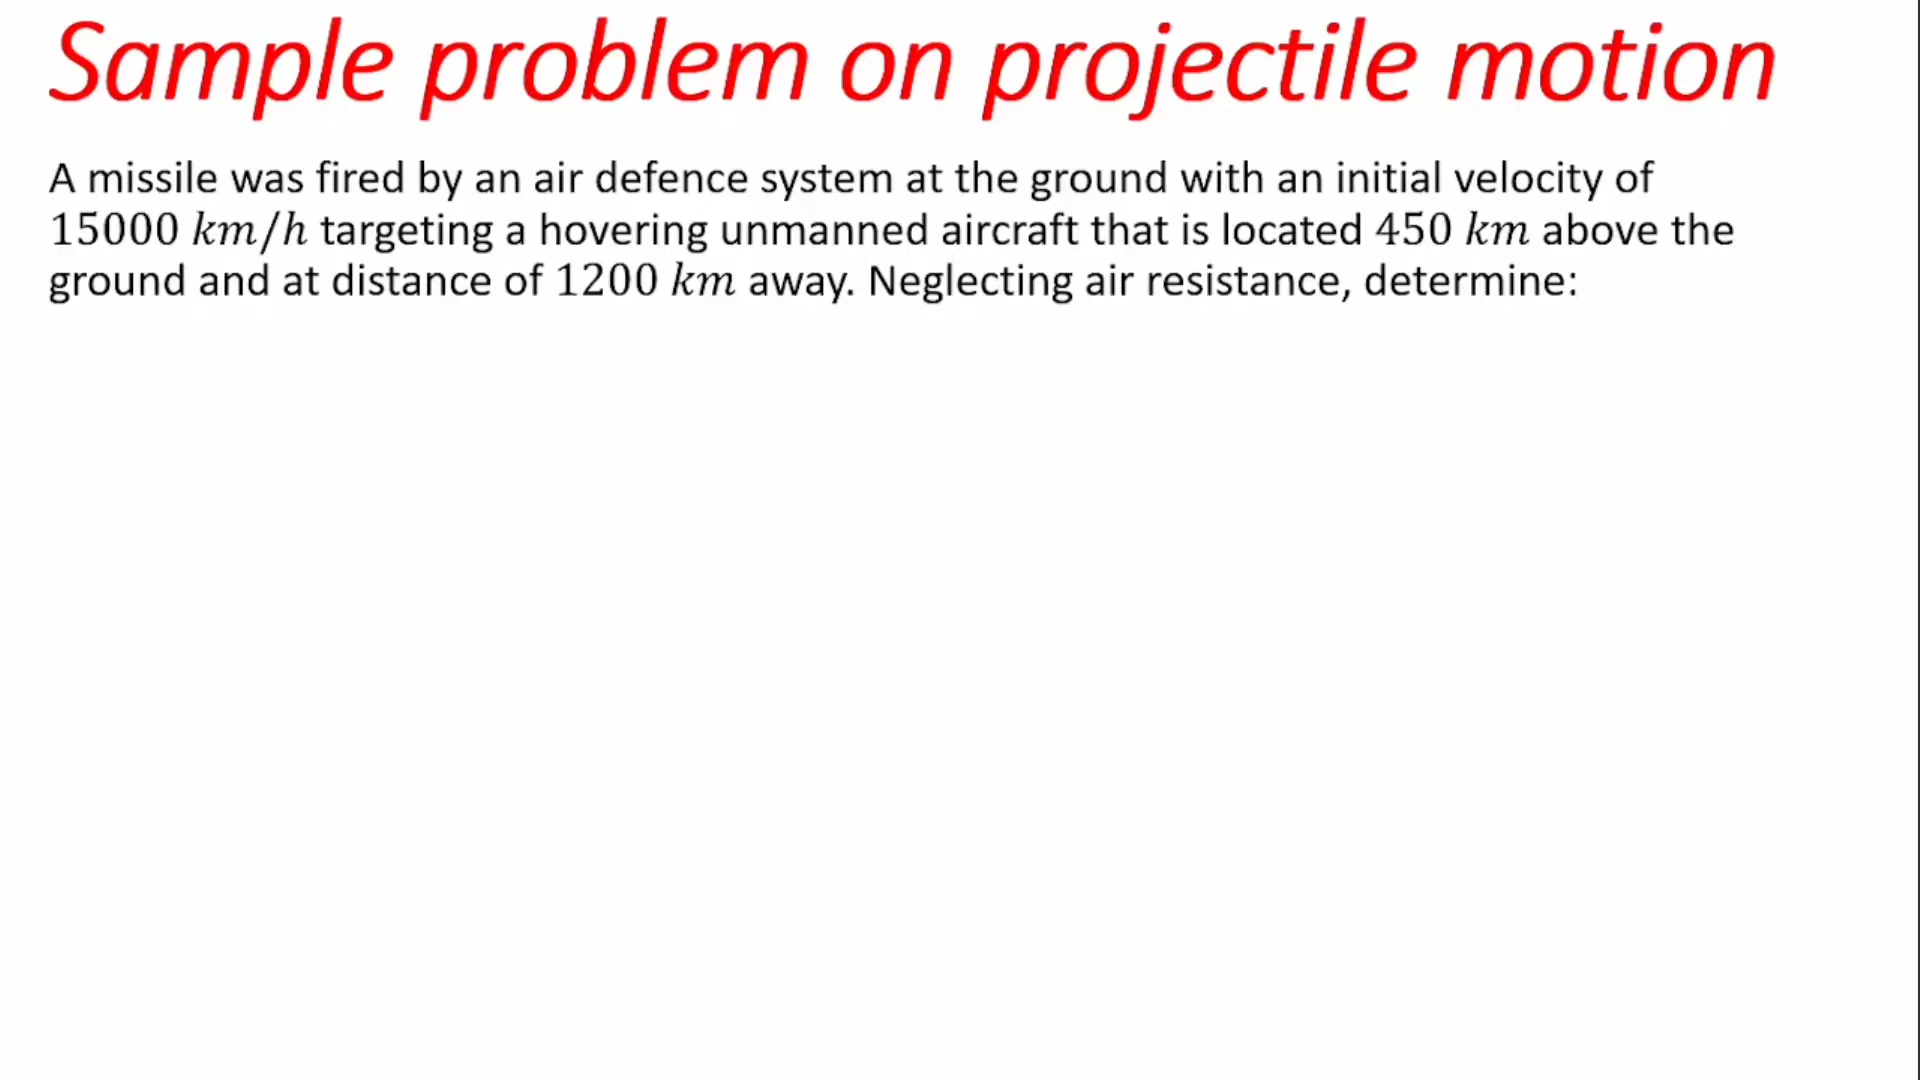 Sample problem on projectile motion
A missile was fired by an air defence system at the ground with an initial velocity of
15000 km/h targeting a hovering unmanned aircraft that is located 450 km above the
ground and at distance of 1200 km away. Neglecting air resistance, determine: